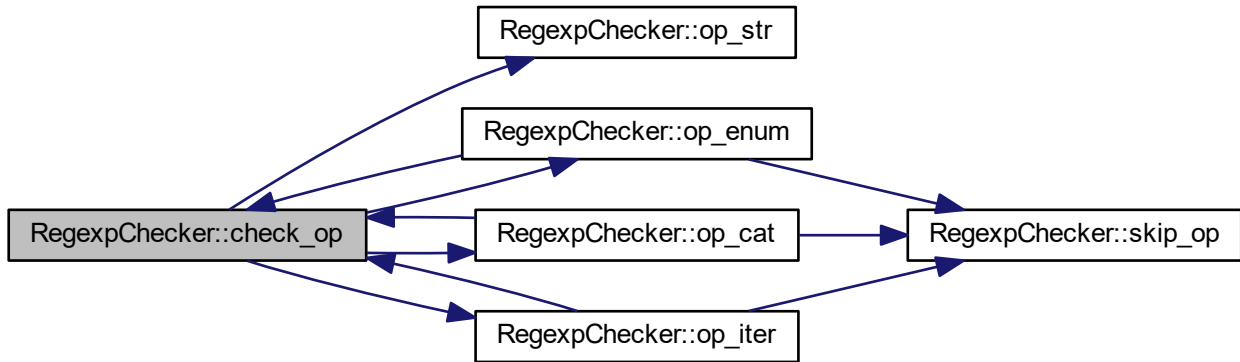 RegexpChecker::op_str
RegexpChecker::op_enum
RegexpChecker::check_op
RegexpChecker::op_cat
RegexpChecker::skip_op
RegexpChecker::op_iter